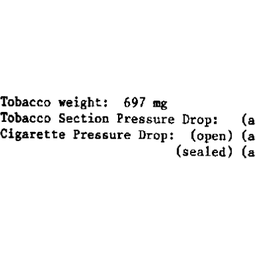 Tobacco weight: 697 mg
Tobacco Section Pressure Drop: (a
Cigarette Pressure Drop: (open) (a
(sealed) (a